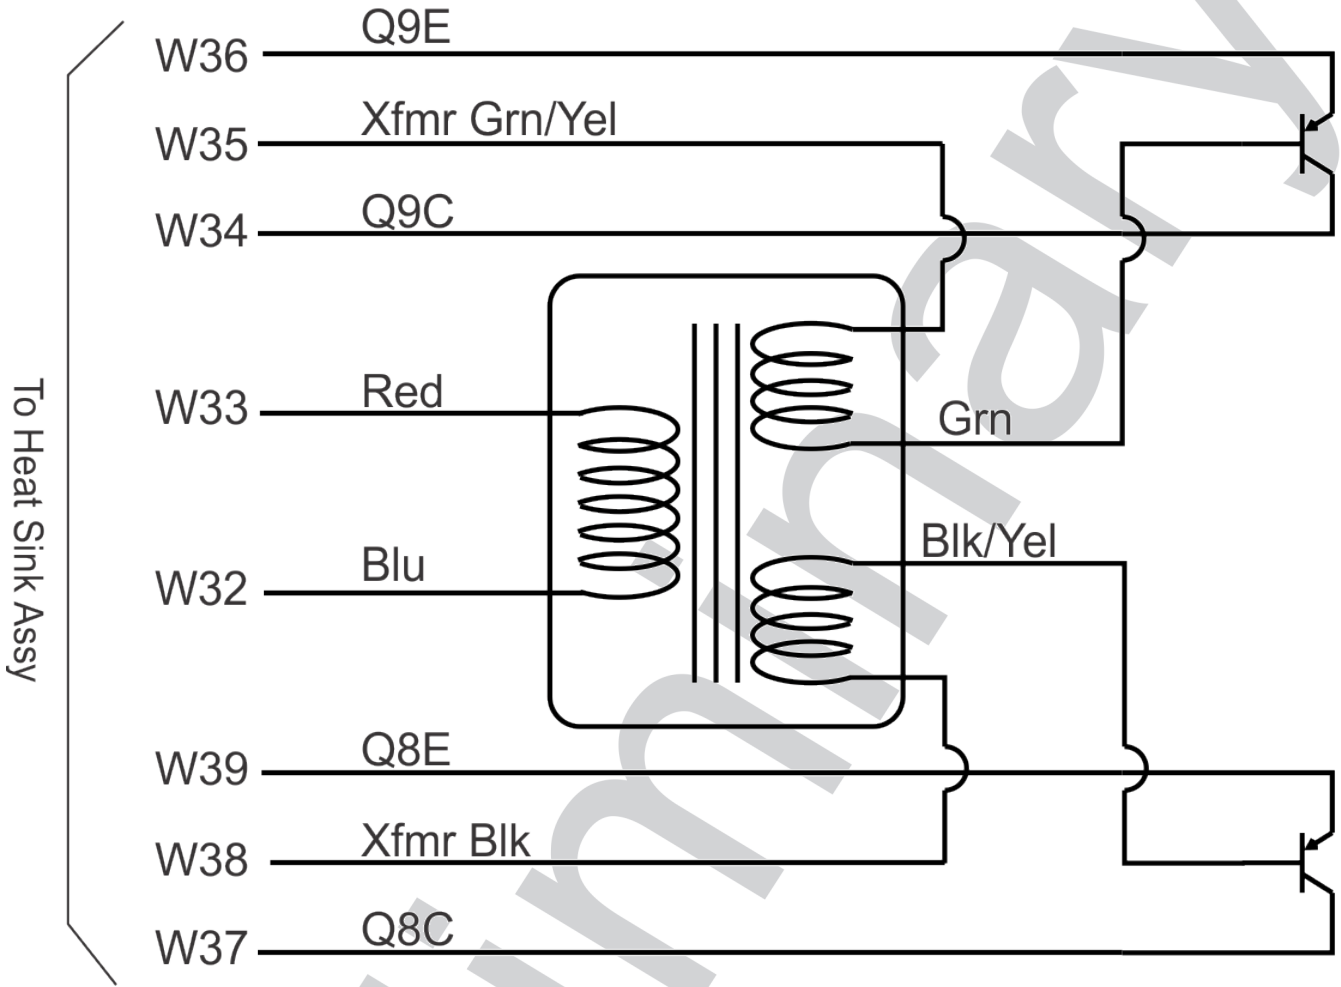 W36 Q9E
W35 Xfmr Grn/Yel
W34 Q9C
W33 Red
Grn
Blk/Yel
W32 Blu
W39 Q8E
W38 Xfmr Blk
W37 Q8C
To Heat Sink Assy